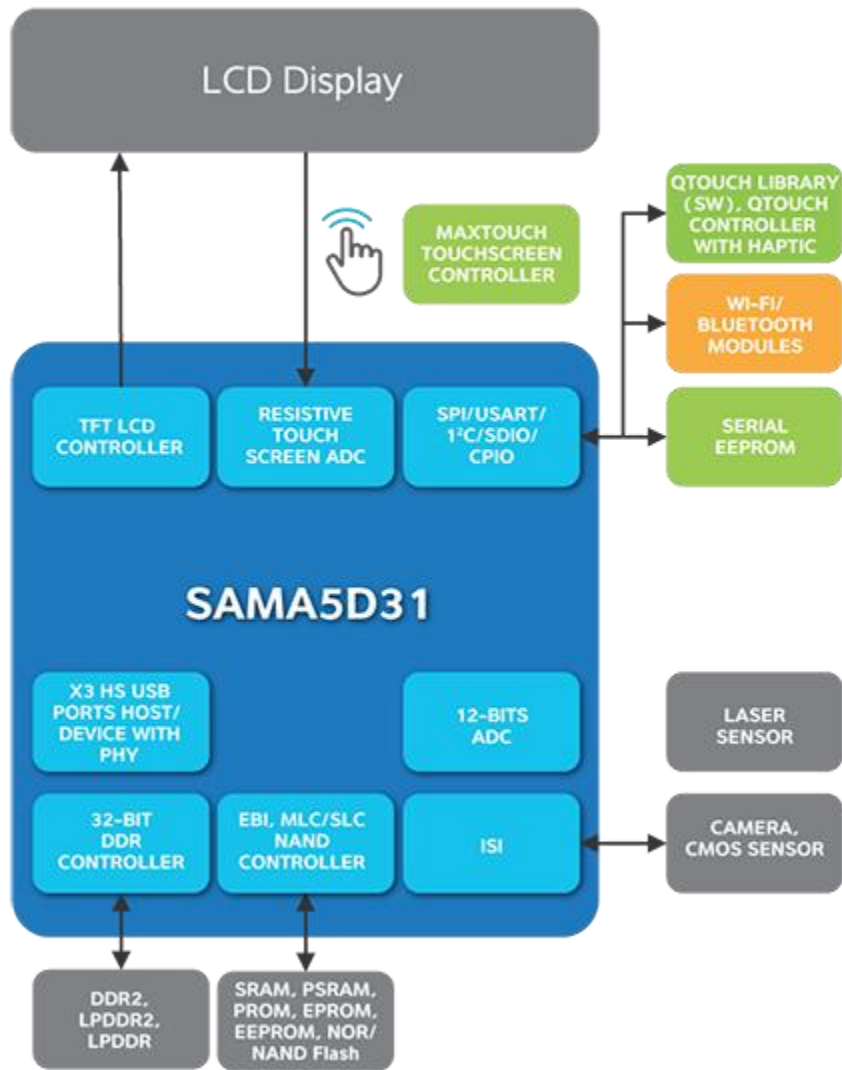 LCD Display
MAXTOUCH
TOUCHSCREEN
CONTROLLER
QTOUCH LIBRARY
(SW), QTOUCH
CONTROLLER
WITH HAPTIC
WI-FI/
BLUETOOTH
MODULES
TFT LCD
CONTROLLER
RESISTIVE
TOUCH
SCREEN ADC
SPI/USART/
1²C/SDIO/
CPIO
SERIAL
EEPROM
SAMA5D31
X3 HS USB
PORTS HOST/
DEVICE WITH
PHY
12-BITS
ADC
LASER
SENSOR
32-BIT
DDR
CONTROLLER
EBI, MLC/SLC
NAND
CONTROLLER
ISI
CAMERA,
CMOS SENSOR
DDR2,
LPDDR2,
LPDDR
SRAM, PSRAM,
PROM, EPROM,
EEPROM, NOR/
NAND Flash